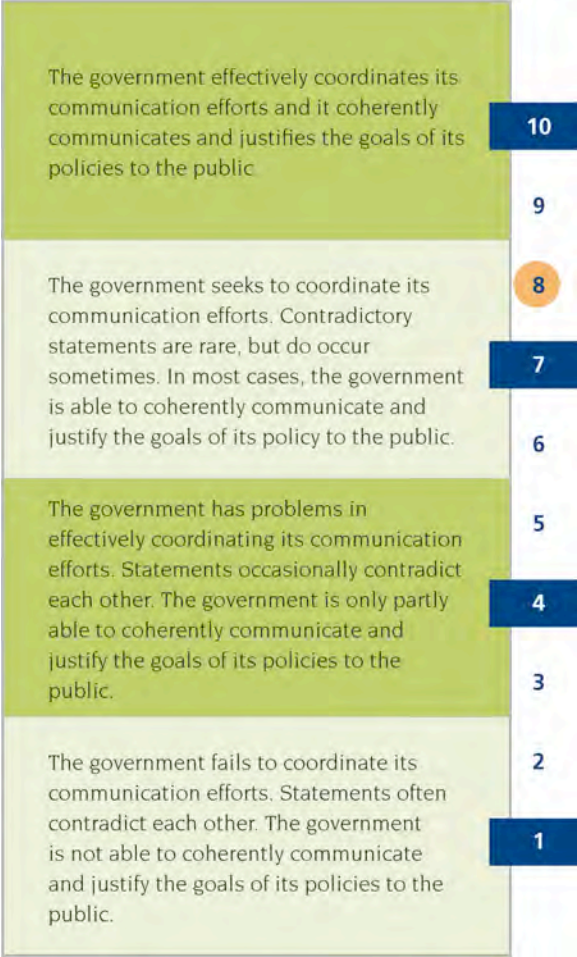 The government effectively coordinates its
communication efforts and it coherently
communicates and justifies the goals of its
policies to the public
10
9
The government seeks to coordinate its
communication efforts. Contradictory
statements are rare, but do occur
sometimes. In most cases, the government
is able to coherently communicate and
justify the goals of its policy to the public.
8
7
6
The government has problems in
effectively coordinating its communication
efforts. Statements occasionally contradict
each other. The government is only partly
able to coherently communicate and
justify the goals of its policies to the
public.
5
4
3
The government fails to coordinate its
communication efforts. Statements often
contradict each other. The government
is not able to coherently communicate
and justify the goals of its policies to the
public.
2
1